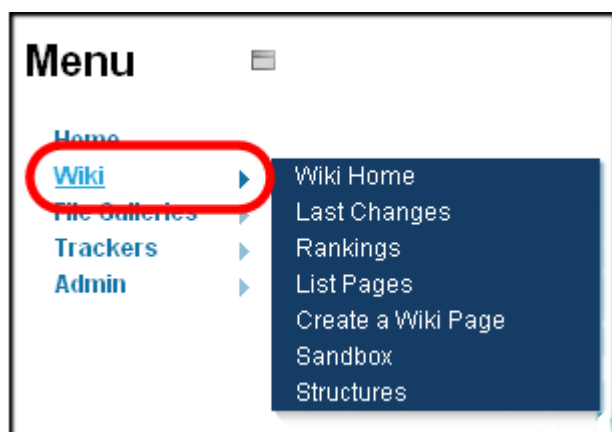 Menu
Home
Wiki
File Galleries
Trackers
Admin
Wiki Home
Last Changes
Rankings
List Pages
Create a Wiki Page
Sandbox
Structures